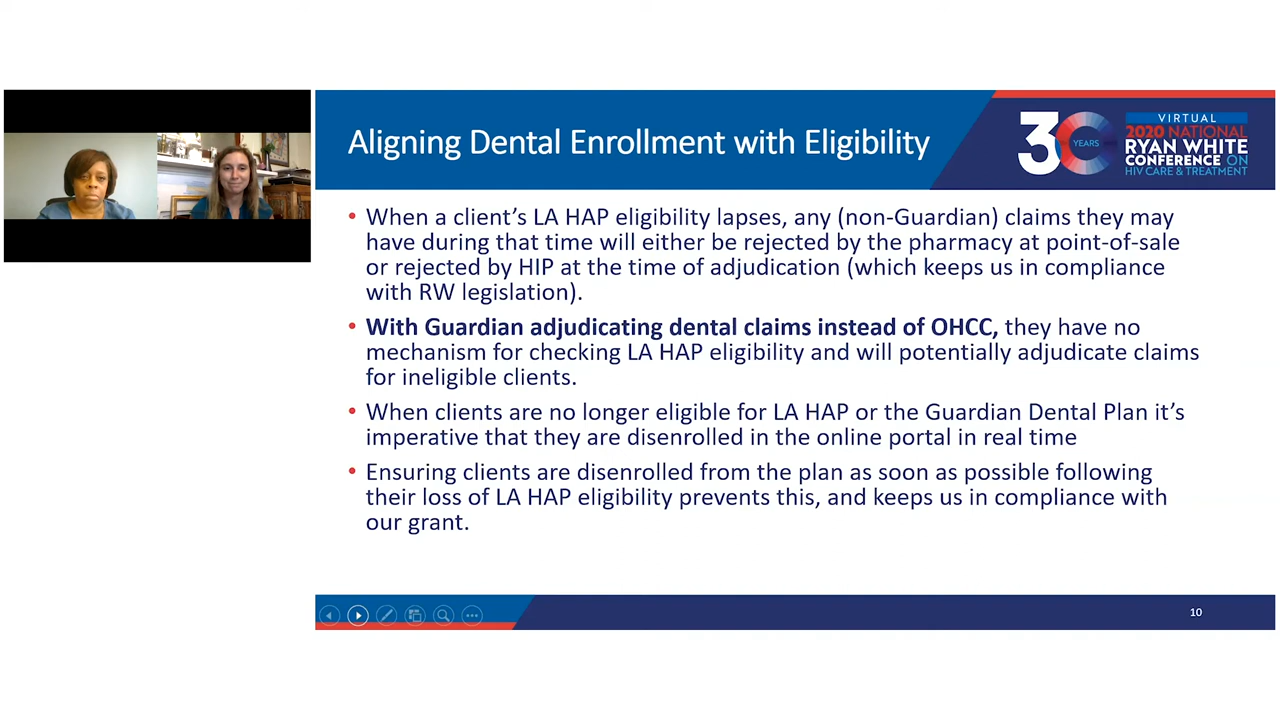 Aligning Dental Enrollment with Eligibility
30
YEARS
VIRTUAL
2020 NATIONAL
RYAN WHITE
CONFERENCE ON
HIV CARE & TREATMENT
• When a client's LA HAP eligibility lapses, any (non-Guardian) claims they may
have during that time will either be rejected by the pharmacy at point-of-sale
or rejected by HIP at the time of adjudication (which keeps us in compliance
with RW legislation).
• With Guardian adjudicating dental claims instead of OHCC, they have no
mechanism for checking LA HAP eligibility and will potentially adjudicate claims
for ineligible clients.
• When clients are no longer eligible for LA HAP or the Guardian Dental Plan it's
imperative that they are disenrolled in the online portal in real time
• Ensuring clients are disenrolled from the plan as soon as possible following
their loss of LA HAP eligibility prevents this, and keeps us in compliance with
our grant.
10